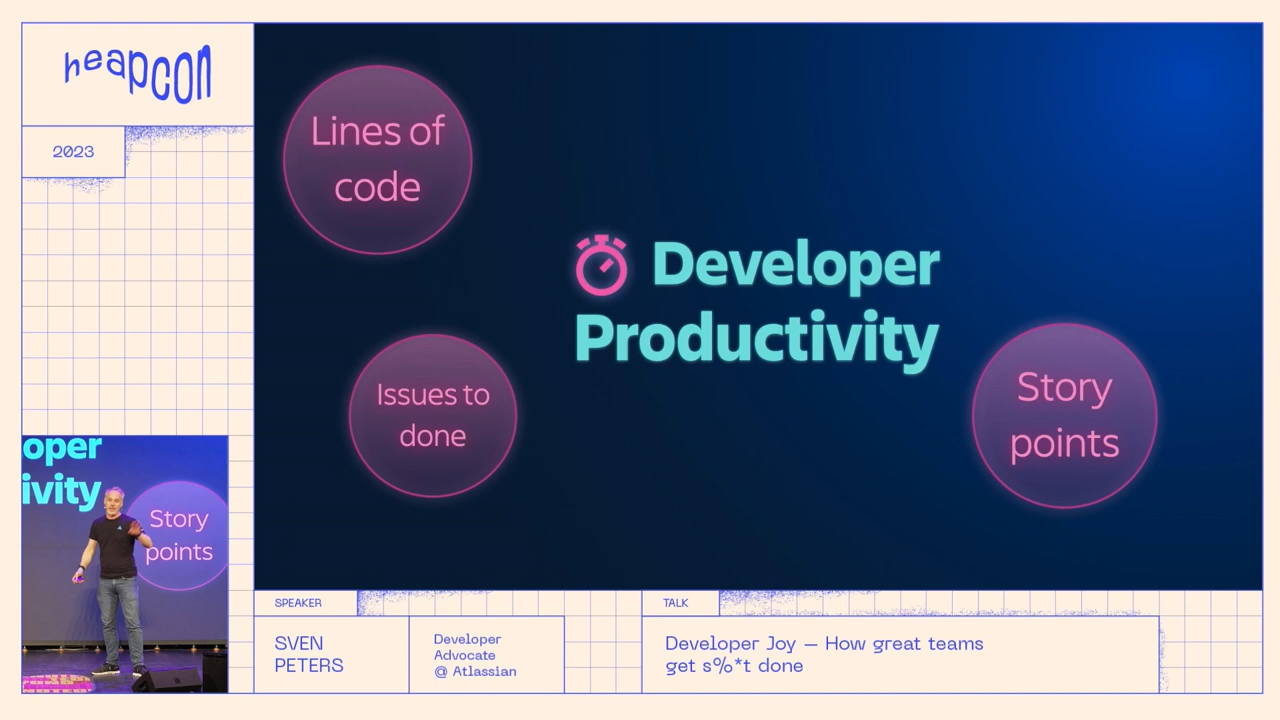 heapcon
2023
Lines of
code
Developer
Productivity
Issues to
done
Story
points
oper
ivity
Story
points
SPEAKER
SVEN
PETERS
Developer
Advocate
@ Atlassian
TALK
Developer Joy — How great teams
get s%*t done